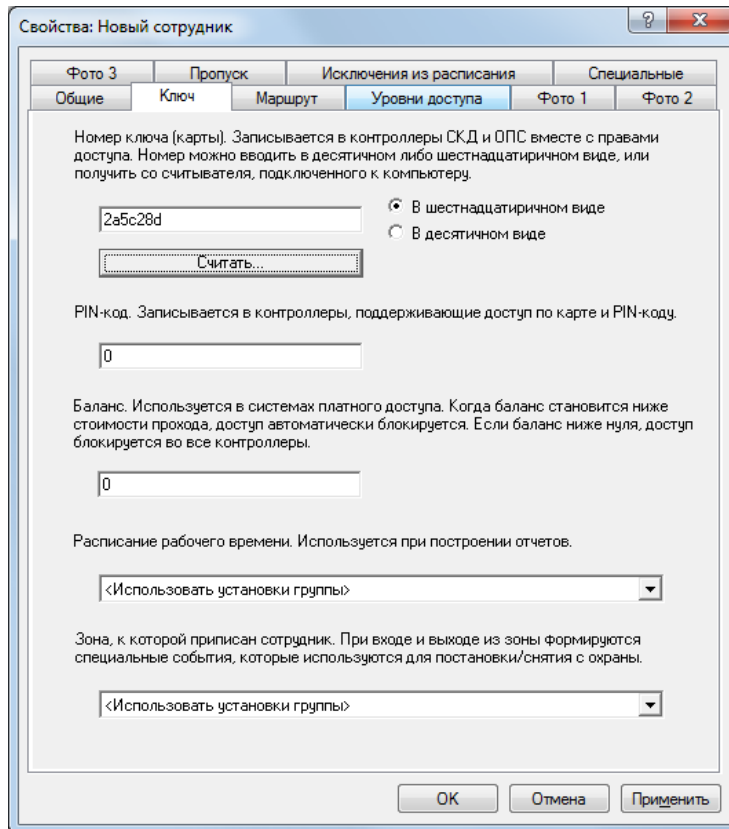 Свойства: Новый сотрудник
Фото 3 Пропуск Исключения из расписания Специальные
Общие Ключ Маршрут Уровни доступа Фото 1 Фото 2
Номер ключа (карты). Записывается в контроллеры СКД и ОПС вместе с правами
доступа. Номер можно вводить в десятичном либо шестнадцатиричном виде, или
получить со считывателя, подключенного к компьютеру.
2a5c28d
В шестнадцатиричном виде
В десятичном виде
Считать...
PIN-код. Записывается в контроллеры, поддерживающие доступ по карте и PIN-коду.
0
Баланс. Используется в системах платного доступа. Когда баланс становится ниже
стоимости прохода, доступ автоматически блокируется. Если баланс ниже нуля, доступ
блокируется во все контроллеры.
0
Расписание рабочего времени. Используется при построении отчетов.
<Использовать установки группы>
Зона, к которой приписан сотрудник. При входе и выходе из зоны формируются
специальные события, которые используются для постановки/снятия с охраны.
<Использовать установки группы>
OK Отмена Применить